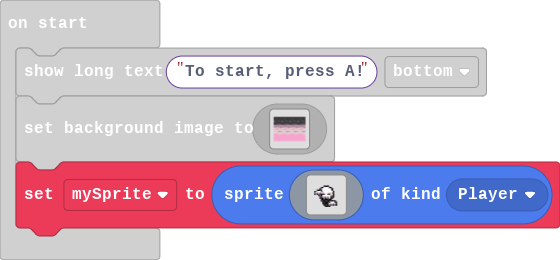 on start
show long text "To start, press A!" bottom
set background image to
set mySprite to sprite of kind Player